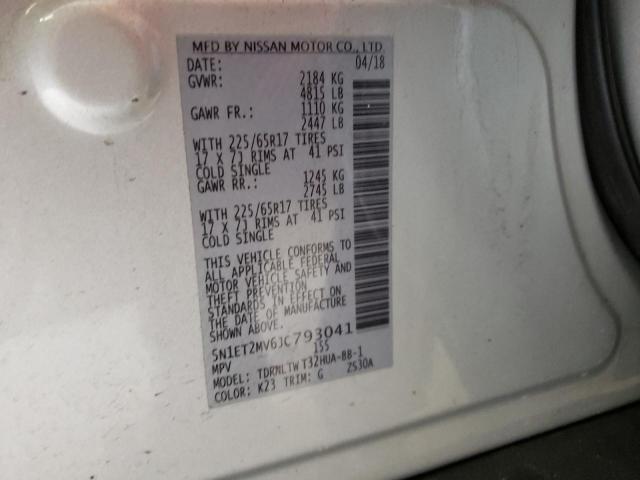 MFD BY NISSAN MOTOR CO., LTD.
DATE: 04/18
GVWR: 2184 KG
4815 LB
GAWR FR.: 1110 KG
2447 LB
WITH 225/65R17 TIRES
17 X 7J RIMS AT 41 PSI
COLD SINGLE
GAWR RR.: 1245 KG
2745 LB
WITH 225/65R17 TIRES
17 X 7J RIMS AT 41 PSI
COLD SINGLE
THIS VEHICLE CONFORMS TO
ALL APPLICABLE FEDERAL
MOTOR VEHICLE SAFETY AND
THEFT PREVENTION
STANDARDS IN EFFECT ON
THE DATE OF MANUFACTURE
SHOWN ABOVE.
5N1ET2MV6JC793041
MPV 155
MODEL: TDRNLTW T32HUA-BB-1
COLOR: K23 TRIM: G ZS30A